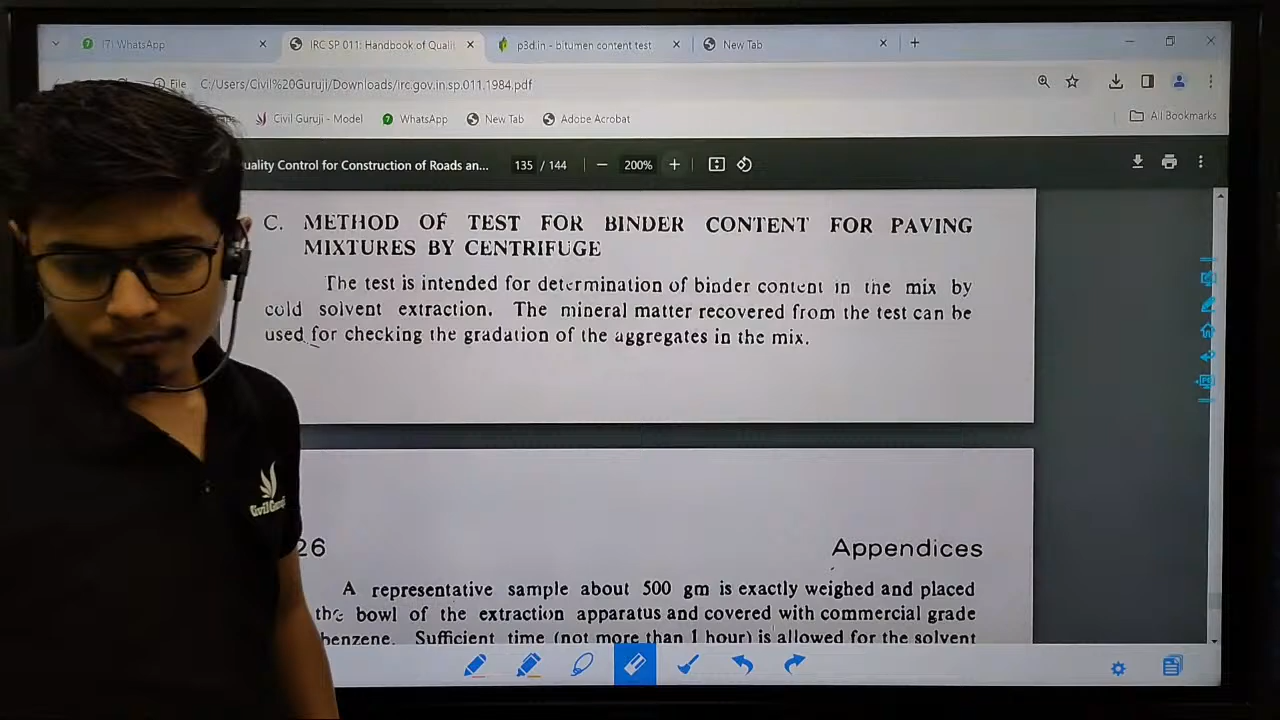 (7) WhatsApp
IRC SP 011: Handbook of Quali
p3d.in - bitumen content test
New Tab
File
C:/Users/Civil%20Guruji/Downloads/irc.gov.in.sp.011.1984.pdf
Civil Guruji - Model
WhatsApp
New Tab
Adobe Acrobat
All Bookmarks
uality Control for Construction of Roads an...
135 / 144
200%
C. METHOD OF TEST FOR BINDER CONTENT FOR PAVING
MIXTURES BY CENTRIFUGE
The test is intended for determination of binder content in the mix by
cold solvent extraction. The mineral matter recovered from the test can be
used for checking the gradation of the aggregates in the mix.
26
Appendices
A representative sample about 500 gm is exactly weighed and placed
the bowl of the extraction apparatus and covered with commercial grade
benzene. Sufficient time (not more than 1 hour) is allowed for the solvent
Civil Guruji